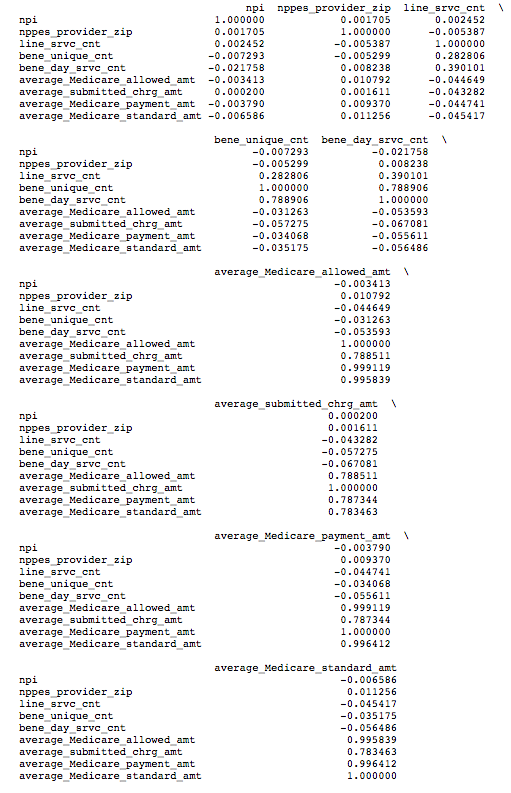 npi nppes_provider_zip line_srvc_cnt \
npi 1.000000 0.001705 0.002452
nppes_provider_zip 0.001705 1.000000 -0.005387
line_srvc_cnt 0.002452 -0.005387 1.000000
bene_unique_cnt -0.007293 -0.005299 0.282806
bene_day_srvc_cnt -0.021758 0.008238 0.390101
average_Medicare_allowed_amt -0.003413 0.010792 -0.044649
average_submitted_chrg_amt 0.000200 0.001611 -0.043282
average_Medicare_payment_amt -0.003790 0.009370 -0.044741
average_Medicare_standard_amt -0.006586 0.011256 -0.045417
bene_unique_cnt bene_day_srvc_cnt \
npi -0.007293 -0.021758
nppes_provider_zip -0.005299 0.008238
line_srvc_cnt 0.282806 0.390101
bene_unique_cnt 1.000000 0.788906
bene_day_srvc_cnt 0.788906 1.000000
average_Medicare_allowed_amt -0.031263 -0.053593
average_submitted_chrg_amt -0.057275 -0.067081
average_Medicare_payment_amt -0.034068 -0.055611
average_Medicare_standard_amt -0.035175 -0.056486
average_Medicare_allowed_amt \
npi -0.003413
nppes_provider_zip 0.010792
line_srvc_cnt -0.044649
bene_unique_cnt -0.031263
bene_day_srvc_cnt -0.053593
average_Medicare_allowed_amt 1.000000
average_submitted_chrg_amt 0.788511
average_Medicare_payment_amt 0.999119
average_Medicare_standard_amt 0.995839
average_submitted_chrg_amt \
npi 0.000200
nppes_provider_zip 0.001611
line_srvc_cnt -0.043282
bene_unique_cnt -0.057275
bene_day_srvc_cnt -0.067081
average_Medicare_allowed_amt 0.788511
average_submitted_chrg_amt 1.000000
average_Medicare_payment_amt 0.787344
average_Medicare_standard_amt 0.783463
average_Medicare_payment_amt \
npi -0.003790
nppes_provider_zip 0.009370
line_srvc_cnt -0.044741
bene_unique_cnt -0.034068
bene_day_srvc_cnt -0.055611
average_Medicare_allowed_amt 0.999119
average_submitted_chrg_amt 0.787344
average_Medicare_payment_amt 1.000000
average_Medicare_standard_amt 0.996412
average_Medicare_standard_amt
npi -0.006586
nppes_provider_zip 0.011256
line_srvc_cnt -0.045417
bene_unique_cnt -0.035175
bene_day_srvc_cnt -0.056486
average_Medicare_allowed_amt 0.995839
average_submitted_chrg_amt 0.783463
average_Medicare_payment_amt 0.996412
average_Medicare_standard_amt 1.000000